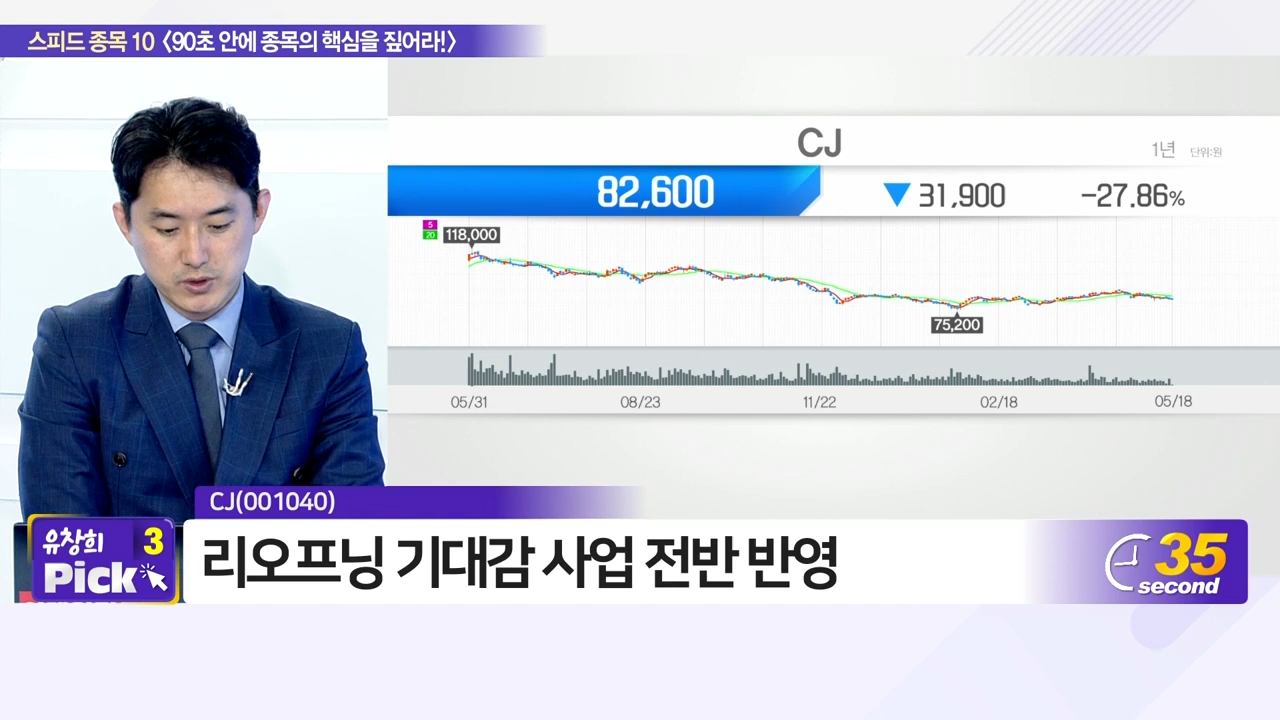 스피드 종목 10 〈90초 안에 종목의 핵심을 짚어라!〉
CJ
1년 단위:원
82,600 ▼31,900 -27.86%
5
20
118,000
75,200
05/31 08/23 11/22 02/18 05/18
CJ(001040)
유창희 3
Pick
리오프닝 기대감 사업 전반 반영
35
second